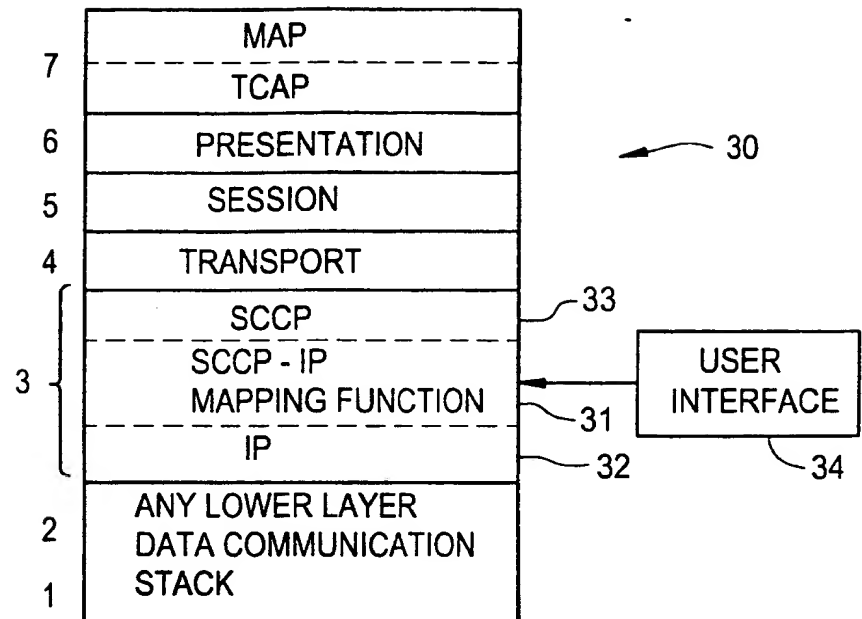 MAP
7
TCAP
6 PRESENTATION
30
5 SESSION
4 TRANSPORT
SCCP
33
3
SCCP - IP
MAPPING FUNCTION
31
USER
INTERFACE
34
IP
32
ANY LOWER LAYER
2 DATA COMMUNICATION
1 STACK